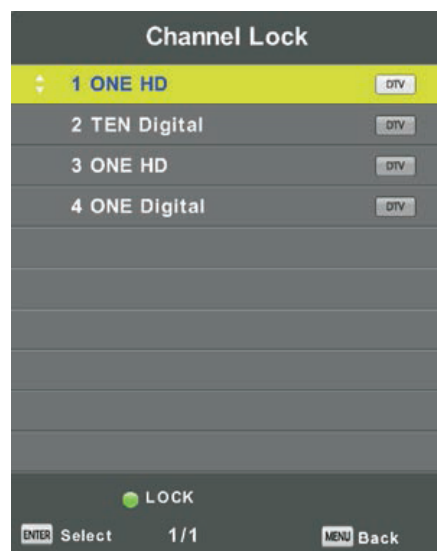 Channel Lock
1 ONE HD DTV
2 TEN Digital DTV
3 ONE HD DTV
4 ONE Digital DTV
LOCK
ENTER Select 1/1 MENU Back